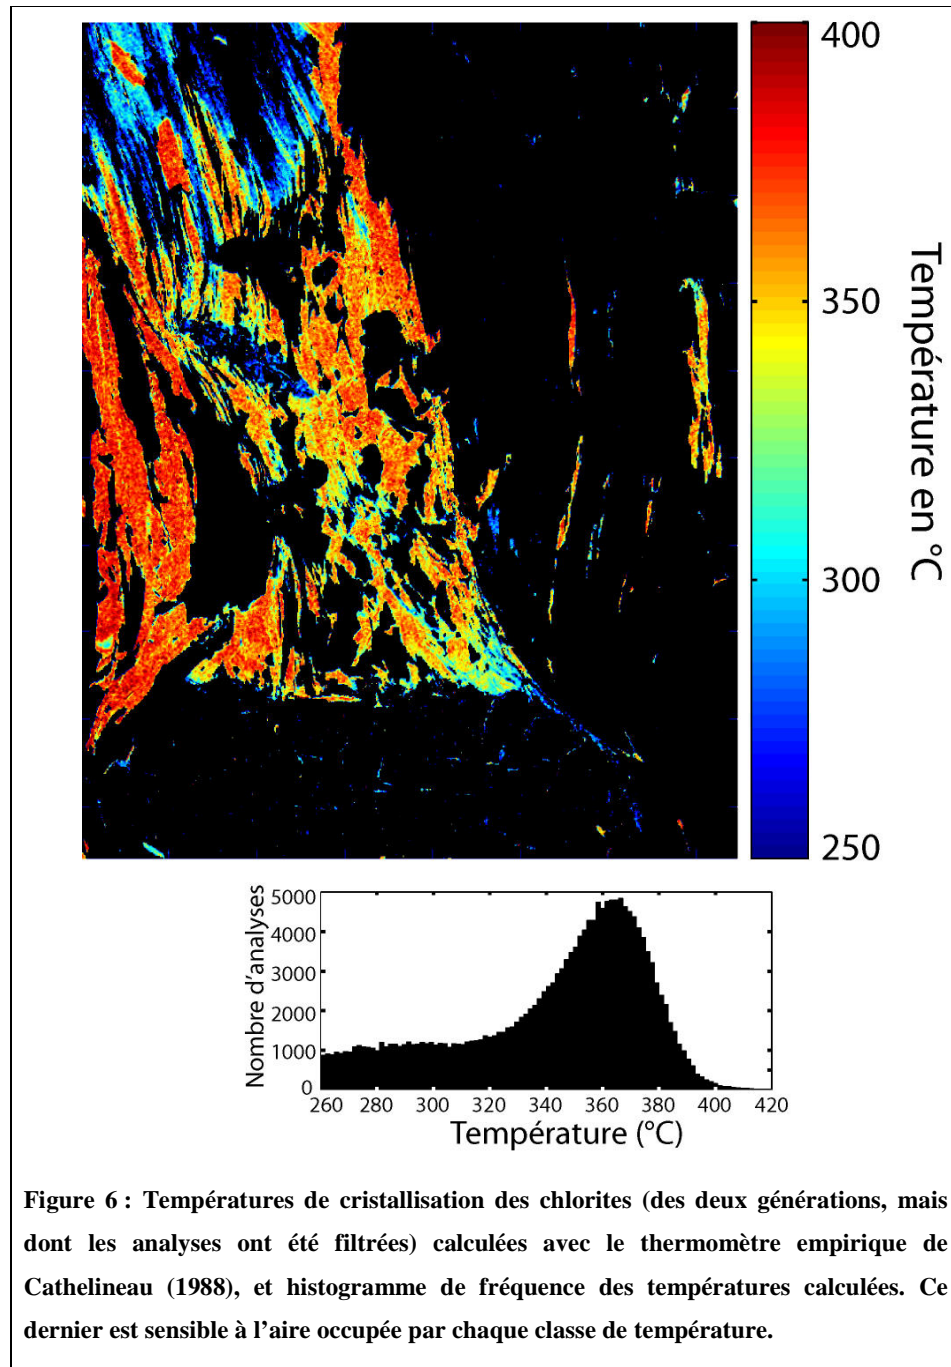 400
350
300
250
Température en °C
5000
4000
3000
2000
1000
0
Nombre d'analyses
260 280 300 320 340 360 380 400 420
Température (°C)
Figure 6 : Températures de cristallisation des chlorites (des deux générations, mais
dont les analyses ont été filtrées) calculées avec le thermomètre empirique de
Cathelineau (1988), et histogramme de fréquence des températures calculées. Ce
dernier est sensible à l'aire occupée par chaque classe de température.